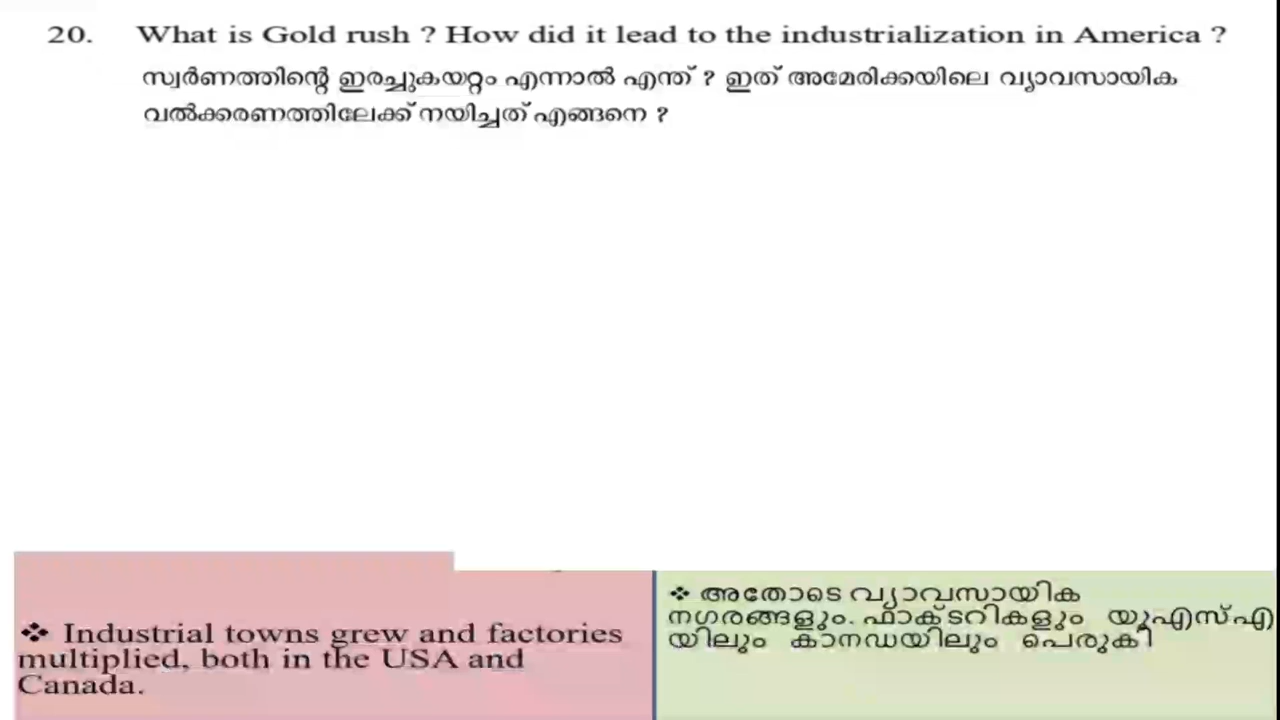 20. What is Gold rush ? How did it lead to the industrialization in America ?
സ്വർണത്തിന്റെ ഇരച്ചുകയറ്റം എന്നാൽ എന്ത് ? ഇത് അമേരിക്കയിലെ വ്യാവസായിക
വൽക്കരണത്തിലേക്ക് നയിച്ചത് എങ്ങനെ ?
❖ Industrial towns grew and factories
multiplied, both in the USA and
Canada.
❖ അതോടെ വ്യാവസായിക
നഗരങ്ങളും. ഫാക്ടറികളും യുഎസ്എ
യിലും കാനഡയിലും പെരുകി